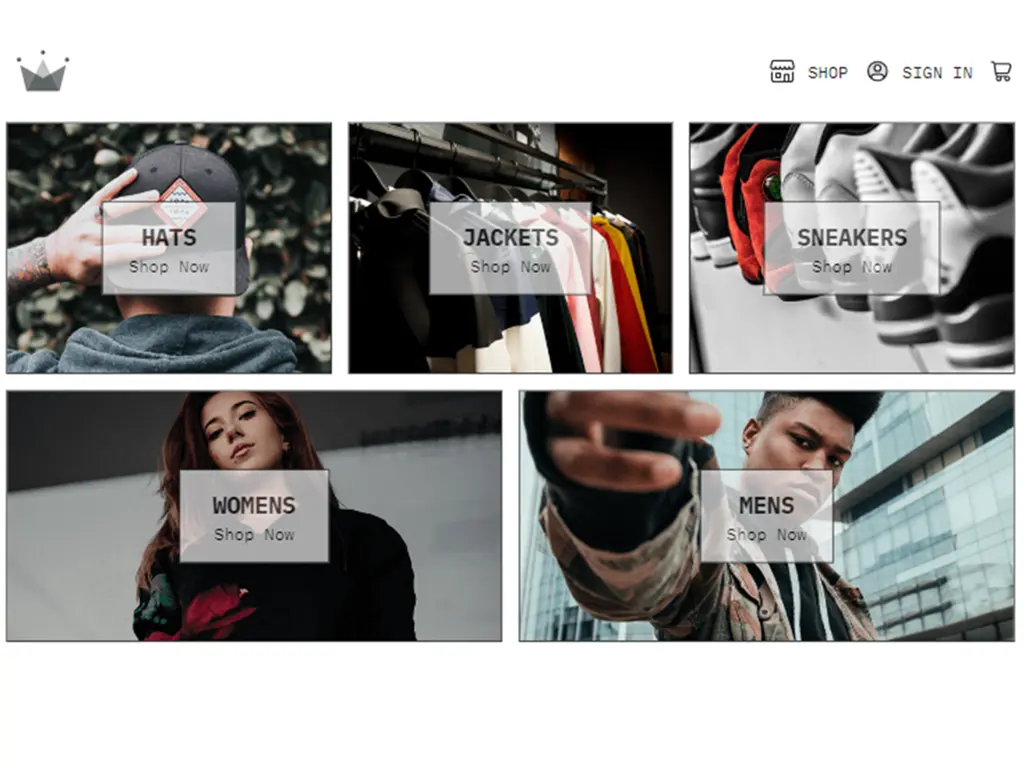 SHOP
SIGN IN
HATS
Shop Now
JACKETS
Shop Now
SNEAKERS
Shop Now
WOMENS
Shop Now
MENS
Shop Now